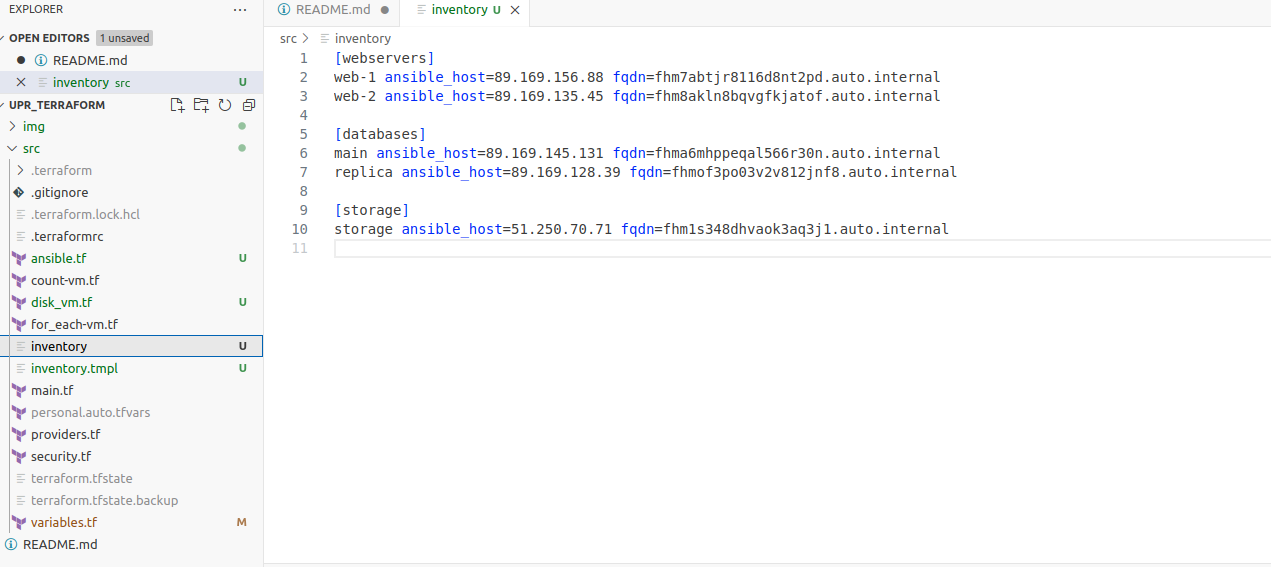 EXPLORER
README.md
inventory U
OPEN EDITORS 1 unsaved
README.md
inventory src U
UPR_TERRAFORM
img
src
.terraform
.gitignore
.terraform.lock.hcl
.terraformrc
ansible.tf U
count-vm.tf
disk_vm.tf U
for_each-vm.tf
inventory U
inventory.tmpl U
main.tf
personal.auto.tfvars
providers.tf
security.tf
terraform.tfstate
terraform.tfstate.backup
variables.tf M
README.md
src > inventory
1 [webservers]
2 web-1 ansible_host=89.169.156.88 fqdn=fhm7abtjr8116d8nt2pd.auto.internal
3 web-2 ansible_host=89.169.135.45 fqdn=fhm8akln8bqvgfkjatof.auto.internal
4
5 [databases]
6 main ansible_host=89.169.145.131 fqdn=fhma6mhppeqal566r30n.auto.internal
7 replica ansible_host=89.169.128.39 fqdn=fhmof3po03v2v812jnf8.auto.internal
8
9 [storage]
10 storage ansible_host=51.250.70.71 fqdn=fhm1s348dhvaok3aq3j1.auto.internal
11